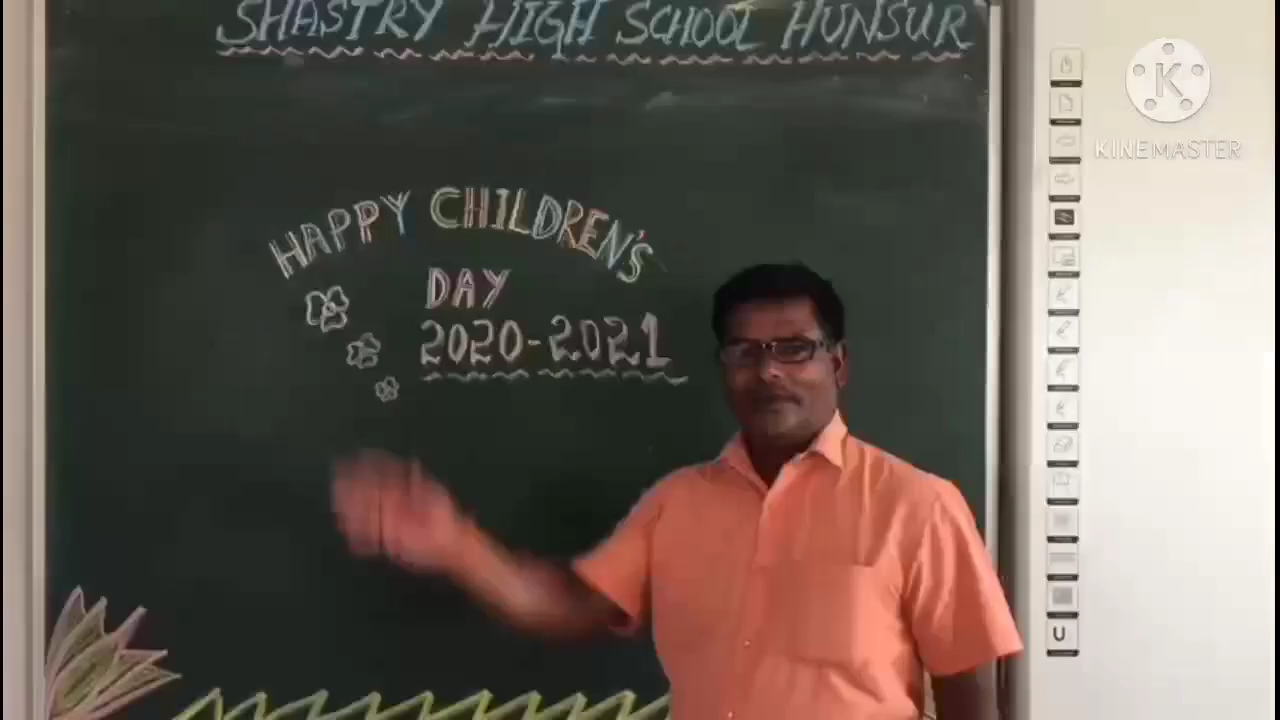 SHASTRY HIGH SCHOOL HUNSUR
HAPPY CHILDREN'S
DAY
2020-2021
K
KINEMASTER
U